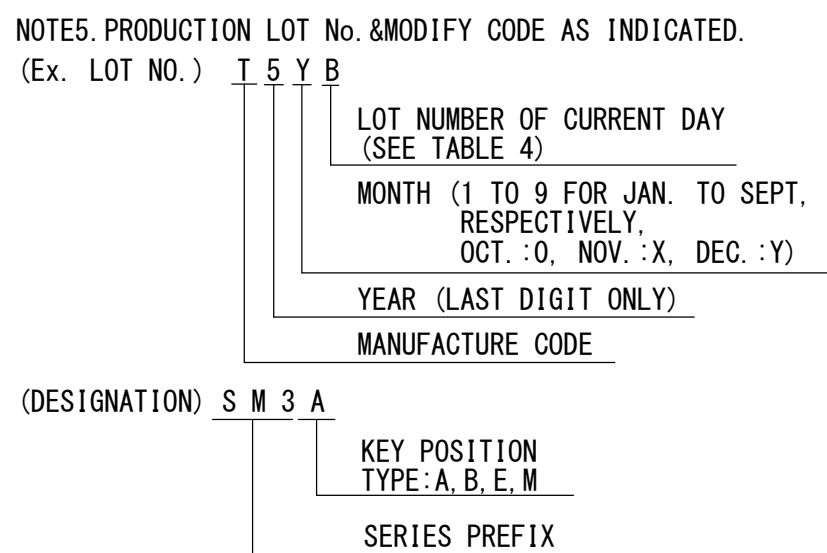 NOTE5.PRODUCTION LOT No.&MODIFY CODE AS INDICATED.
(Ex. LOT NO.) T 5 Y B
LOT NUMBER OF CURRENT DAY
(SEE TABLE 4)
MONTH (1 TO 9 FOR JAN. TO SEPT,
RESPECTIVELY,
OCT.:O, NOV.:X, DEC.:Y)
YEAR (LAST DIGIT ONLY)
MANUFACTURE CODE
(DESIGNATION) S M 3 A
KEY POSITION
TYPE:A,B,E,M
SERIES PREFIX